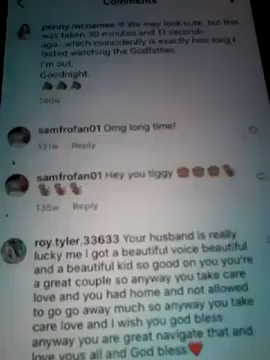 Comments
penny.mcnamee !!! We may look cute, but this
was taken 30 minutes and 11 seconds
ago...which coincidently is exactly how long I
lasted watching the Godfather.
I'm out.
Goodnight.
samfrofan01 Omg long time!
131w Reply
samfrofan01 Hey you tiggy
135w Reply
roy.tyler.33633 Your husband is really
lucky me I got a beautiful voice beautiful
and a beautiful kid so good on you you're
a great couple so anyway you take care
love and you had home and not allowed
to go away much so anyway you take
care love and I wish you god bless
anyway you are great navigate that and
love yous all and God bless❤️